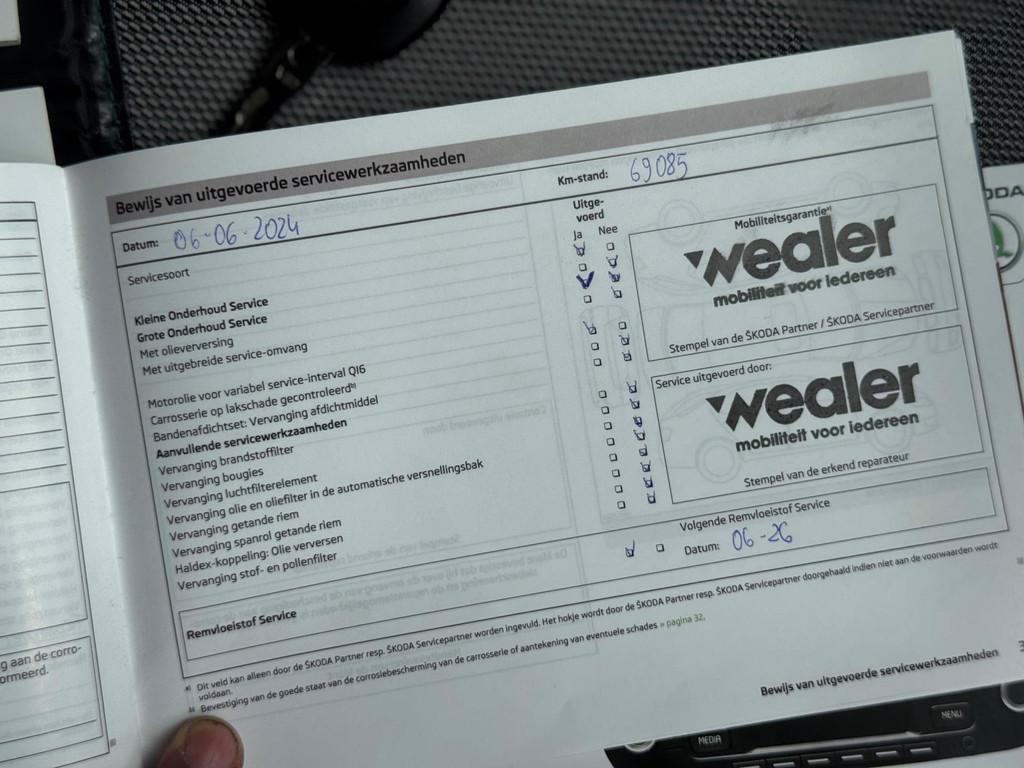 Bewijs van uitgevoerde servicewerkzaamheden
Datum: 06-06-2024
Km-stand: 69085
Servicesoort
Uitge-
voerd
Ja Nee
Kleine Onderhoud Service
Grote Onderhoud Service
Met olieverversing
Met uitgebreide service-omvang
Motorolie voor variabel service-interval QI6
Carrosserie op lakschade gecontroleerd b)
Bandenafdichtset: Vervanging afdichtmiddel
Aanvullende servicewerkzaamheden
Vervanging brandstoffilter
Vervanging bougies
Vervanging luchtfilterelement
Vervanging olie en oliefilter in de automatische versnellingsbak
Vervanging getande riem
Vervanging spanrol getande riem
Haldex-koppeling: Olie verversen
Vervanging stof- en pollenfilter
Remvloeistof Service
Mobiliteitsgarantie a)
wealer
mobiliteit voor iedereen
Stempel van de ŠKODA Partner / ŠKODA Servicepartner
Service uitgevoerd door:
wealer
mobiliteit voor iedereen
Stempel van de erkend reparateur
Volgende Remvloeistof Service
Datum: 06-26
a) Dit veld kan alleen door de ŠKODA Partner resp. ŠKODA Servicepartner worden ingevuld. Het hokje wordt door de ŠKODA Partner resp. ŠKODA Servicepartner doorgehaald indien niet aan de voorwaarden wordt
voldaan.
b) Bevestiging van de goede staat van de corrosiebescherming van de carrosserie of aantekening van eventuele schades » pagina 32.
Bewijs van uitgevoerde servicewerkzaamheden
g aan de corro-
ormeerd.
MEDIA
MENU